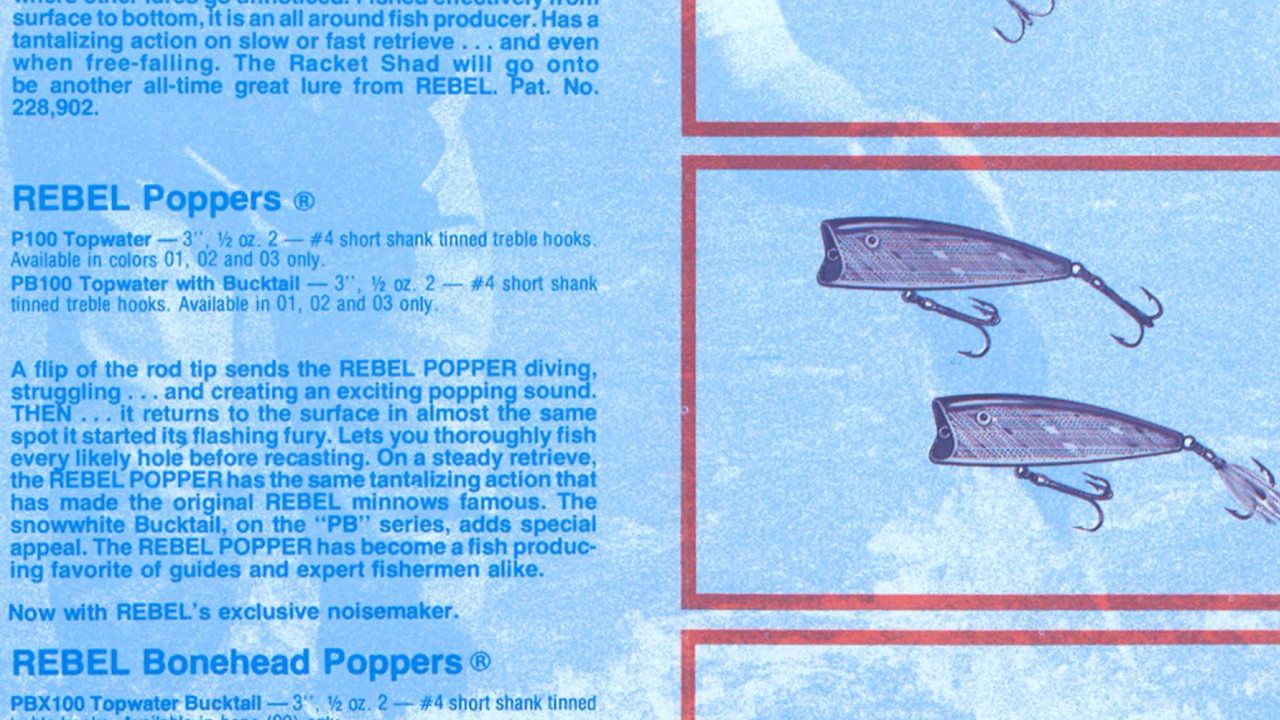 where other lures go unnoticed. Fished effectively from
surface to bottom, it is an all around fish producer. Has a
tantalizing action on slow or fast retrieve . . . and even
when free-falling. The Racket Shad will go onto
be another all-time great lure from REBEL. Pat. No.
228,902.
REBEL Poppers ®
P100 Topwater — 3'', ½ oz. 2 — #4 short shank tinned treble hooks.
Available in colors 01, 02 and 03 only.
PB100 Topwater with Bucktail — 3'', ½ oz. 2 — #4 short shank
tinned treble hooks. Available in 01, 02 and 03 only.
A flip of the rod tip sends the REBEL POPPER diving,
struggling . . . and creating an exciting popping sound.
THEN . . . it returns to the surface in almost the same
spot it started its flashing fury. Lets you thoroughly fish
every likely hole before recasting. On a steady retrieve,
the REBEL POPPER has the same tantalizing action that
has made the original REBEL minnows famous. The
snowwhite Bucktail, on the “PB” series, adds special
appeal. The REBEL POPPER has become a fish produc-
ing favorite of guides and expert fishermen alike.
Now with REBEL's exclusive noisemaker.
REBEL Bonehead Poppers ®
PBX100 Topwater Bucktail — 3'', ½ oz. 2 — #4 short shank tinned